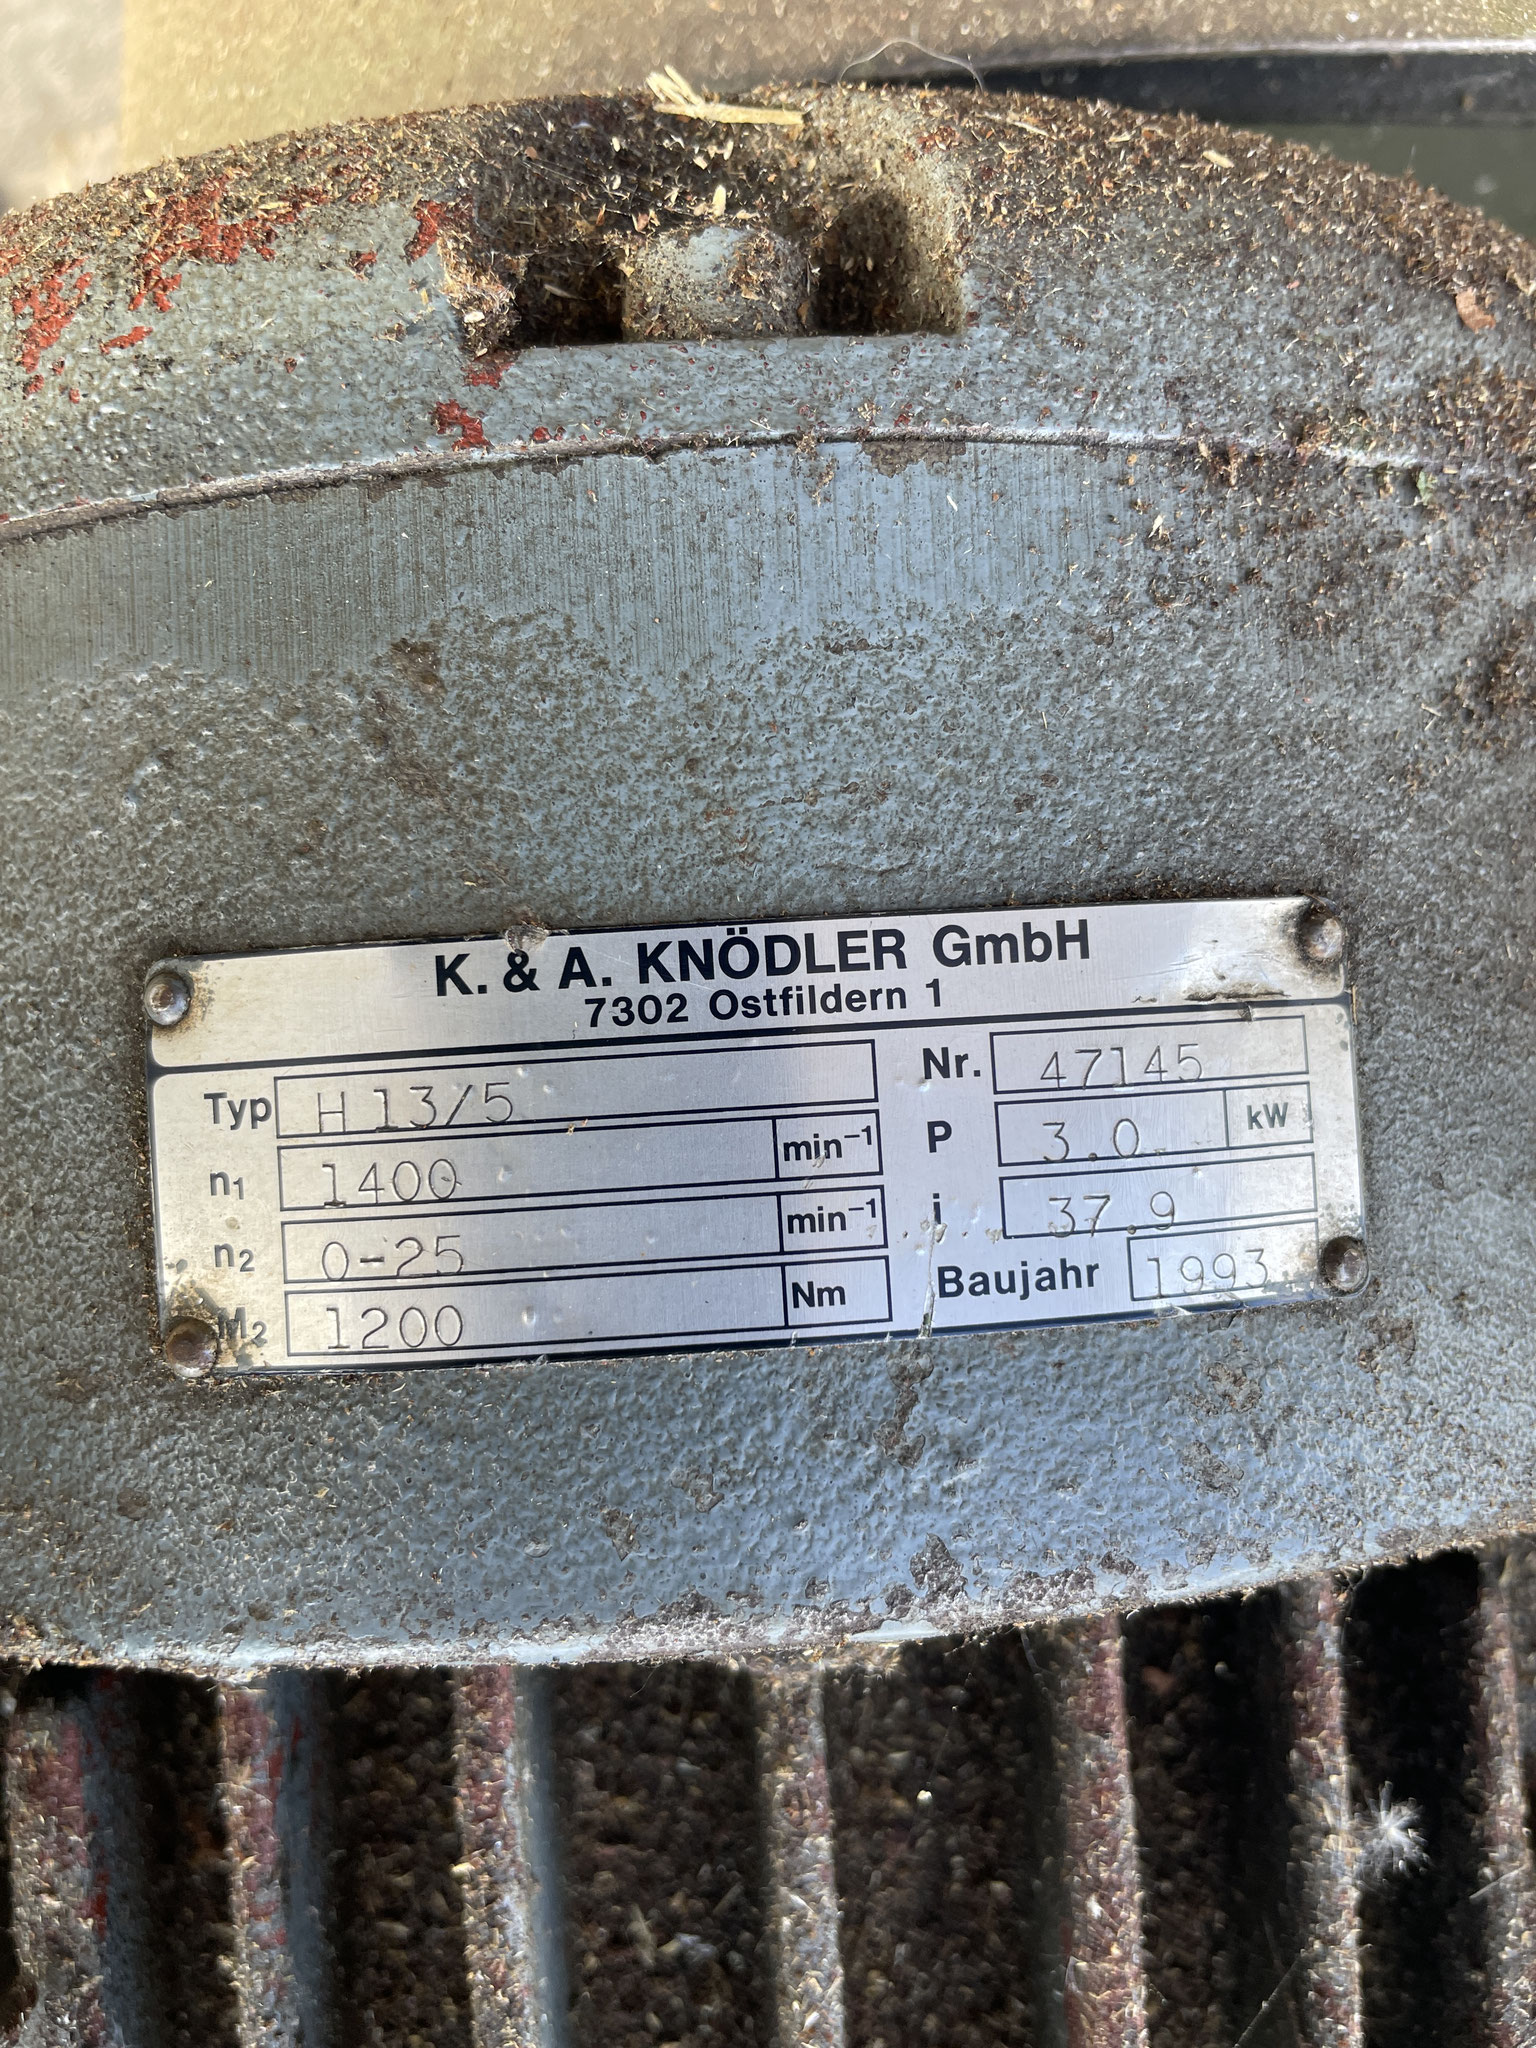 K. & A. KNÖDLER GmbH
7302 Ostfildern 1
Typ H 13/5
n1 1400 min⁻¹
n2 0-25 min⁻¹
M2 1200 Nm
Nr. 47145
P 3.0 kW
i 37.9
Baujahr 1993